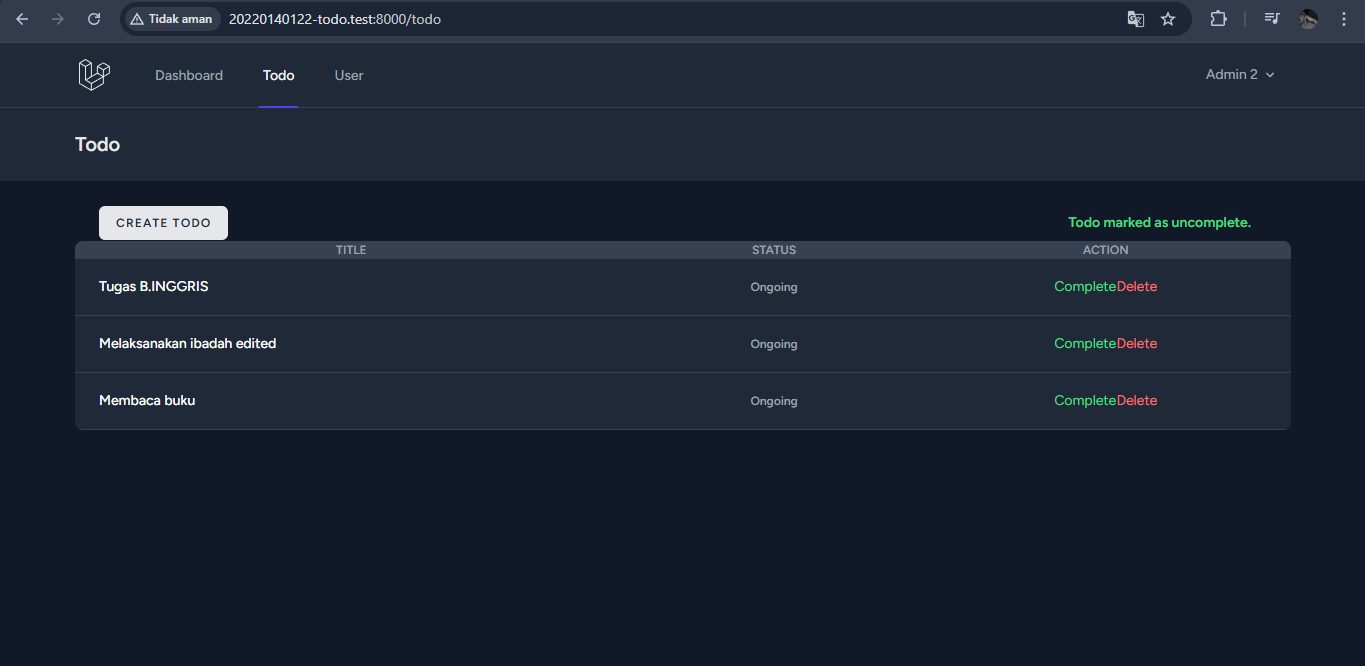 Tidak aman 20220140122-todo.test:8000/todo
Dashboard Todo User Admin 2
Todo
CREATE TODO Todo marked as uncomplete.
TITLE STATUS ACTION
Tugas B.INGGRIS Ongoing CompleteDelete
Melaksanakan ibadah edited Ongoing CompleteDelete
Membaca buku Ongoing CompleteDelete